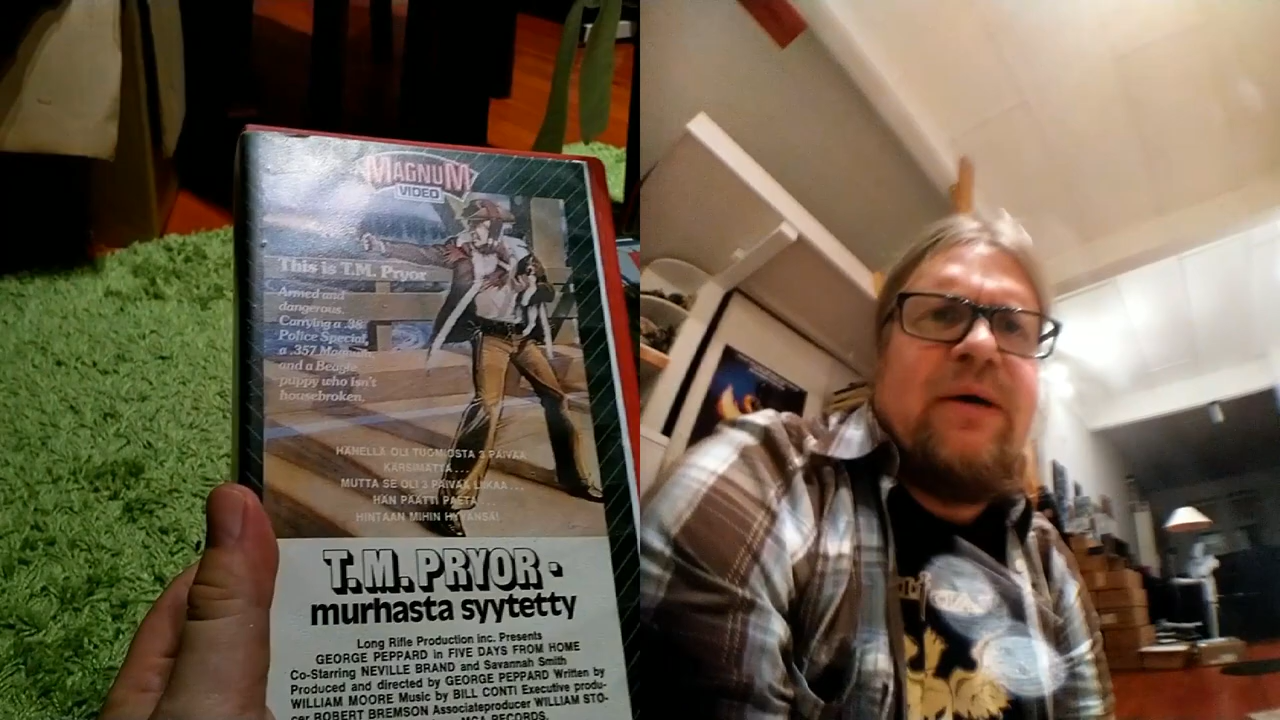 MAGNUM
VIDEO
This is T.M. Pryor
Armed and
dangerous.
Carrying a .38
Police Special,
a .357 Magnum
and a Beagle
puppy who isn't
housebroken.
HÄNELLÄ OLI TUOMIOSTA 3 PÄIVÄÄ
KÄRSIMÄTTÄ...
MUTTA SE OLI 3 PÄIVÄÄ LIIKAA...
HÄN PÄÄTTI PAETA...
HINTAAN MIHIN HYVÄNSÄ!
T.M. PRYOR -
murhasta syytetty
Long Rifle Production inc. Presents
GEORGE PEPPARD in FIVE DAYS FROM HOME
Co-Starring NEVILLE BRAND and Savannah Smith
Produced and directed by GEORGE PEPPARD Written by
WILLIAM MOORE Music by BILL CONTI Executive produ-
cer ROBERT BREMSON Associateproducer WILLIAM STO-
MCA RECORDS.